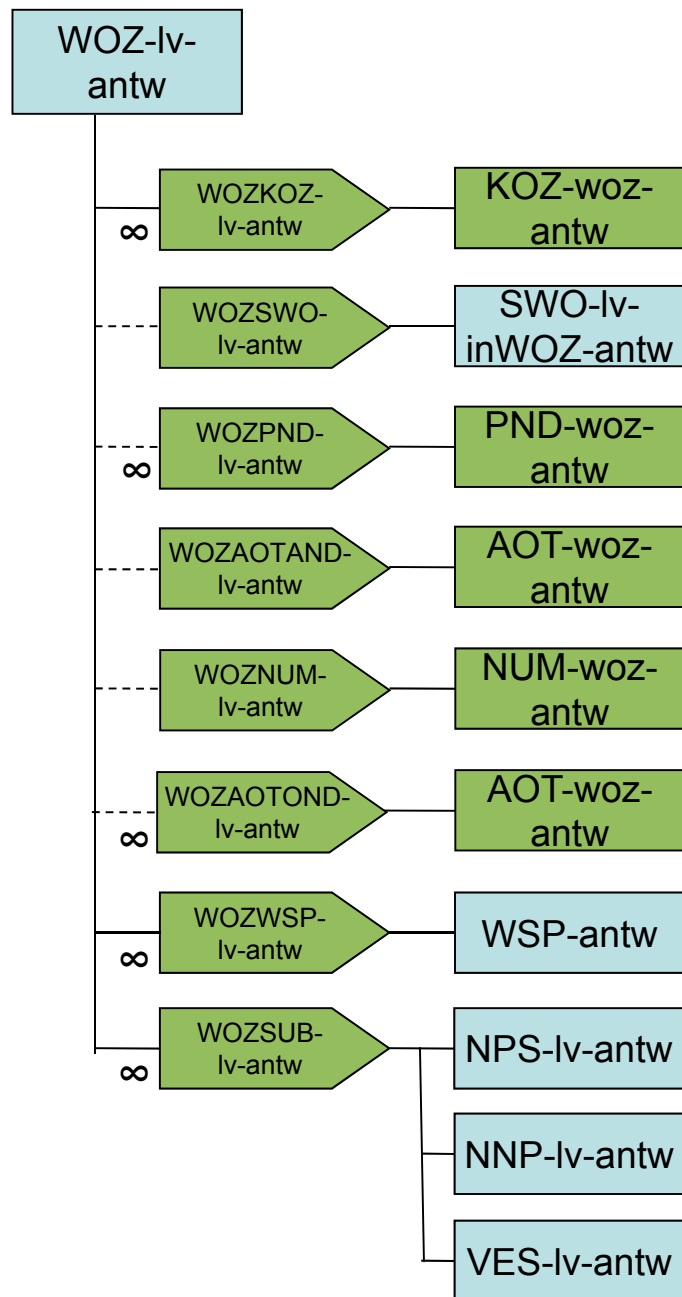 WOZ-lv-
antw
WOZKOZ-
lv-antw
∞
KOZ-woz-
antw
WOZSWO-
lv-antw
SWO-lv-
inWOZ-antw
WOZPND-
lv-antw
∞
PND-woz-
antw
WOZAOTAND-
lv-antw
AOT-woz-
antw
WOZNUM-
lv-antw
NUM-woz-
antw
WOZAOTOND-
lv-antw
∞
AOT-woz-
antw
WOZWSP-
lv-antw
∞
WSP-antw
WOZSUB-
lv-antw
∞
NPS-lv-antw
NNP-lv-antw
VES-lv-antw